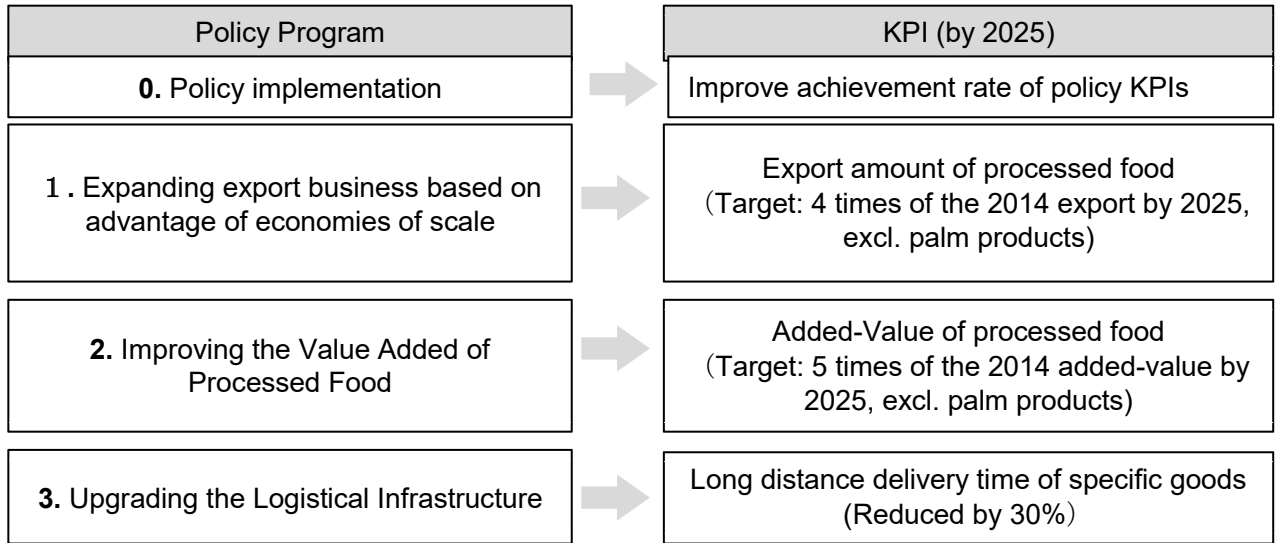 Policy Program
KPI (by 2025)
0. Policy implementation
Improve achievement rate of policy KPIs
１. Expanding export business based on
advantage of economies of scale
Export amount of processed food
（Target: 4 times of the 2014 export by 2025,
excl. palm products)
2. Improving the Value Added of
Processed Food
Added-Value of processed food
（Target: 5 times of the 2014 added-value by
2025, excl. palm products)
3. Upgrading the Logistical Infrastructure
Long distance delivery time of specific goods
(Reduced by 30%）